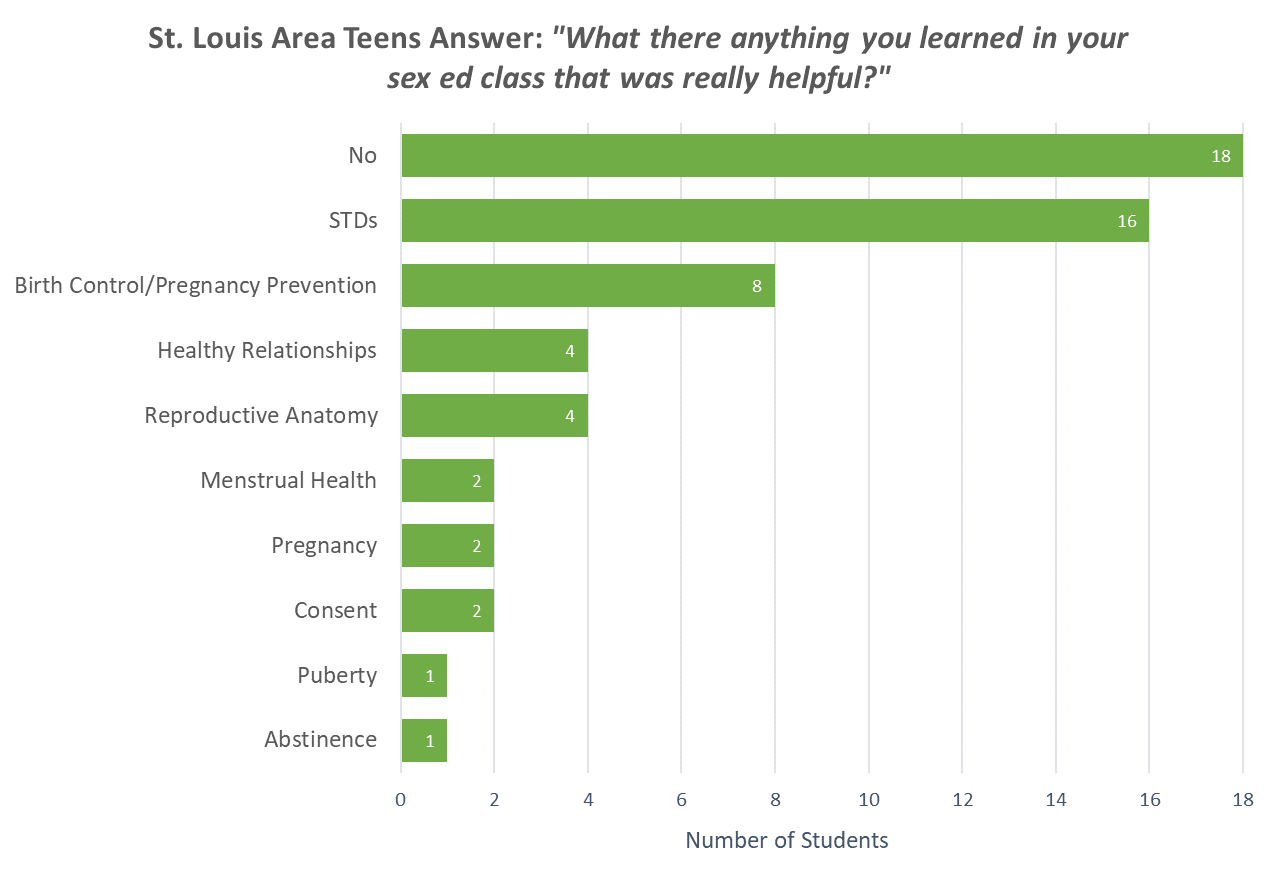 St. Louis Area Teens Answer: "What there anything you learned in your
sex ed class that was really helpful?"
No
18
STDs
16
Birth Control/Pregnancy Prevention
8
Healthy Relationships
4
Reproductive Anatomy
4
Menstrual Health
2
Pregnancy
2
Consent
2
Puberty
1
Abstinence
1
0 2 4 6 8 10 12 14 16 18
Number of Students